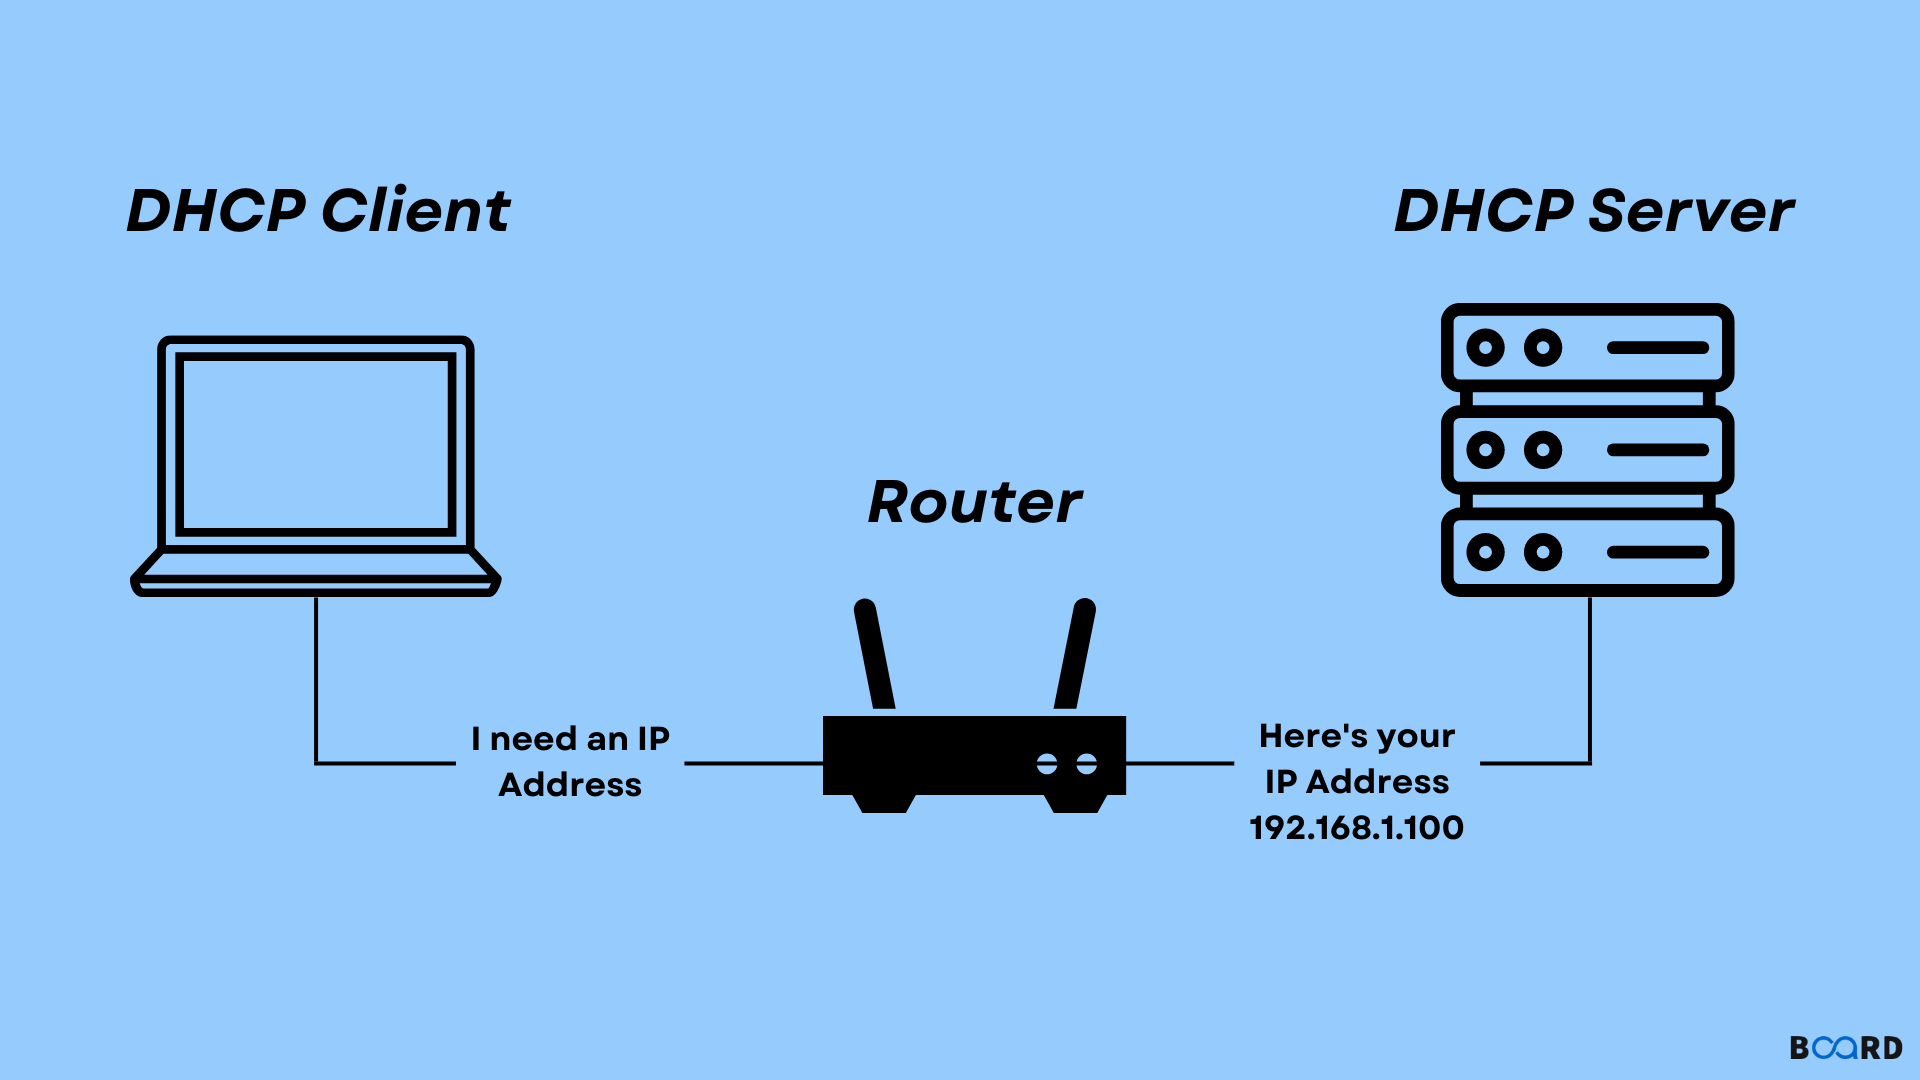 DHCP Client
DHCP Server
Router
I need an IP
Address
Here's your
IP Address
192.168.1.100
BOARD